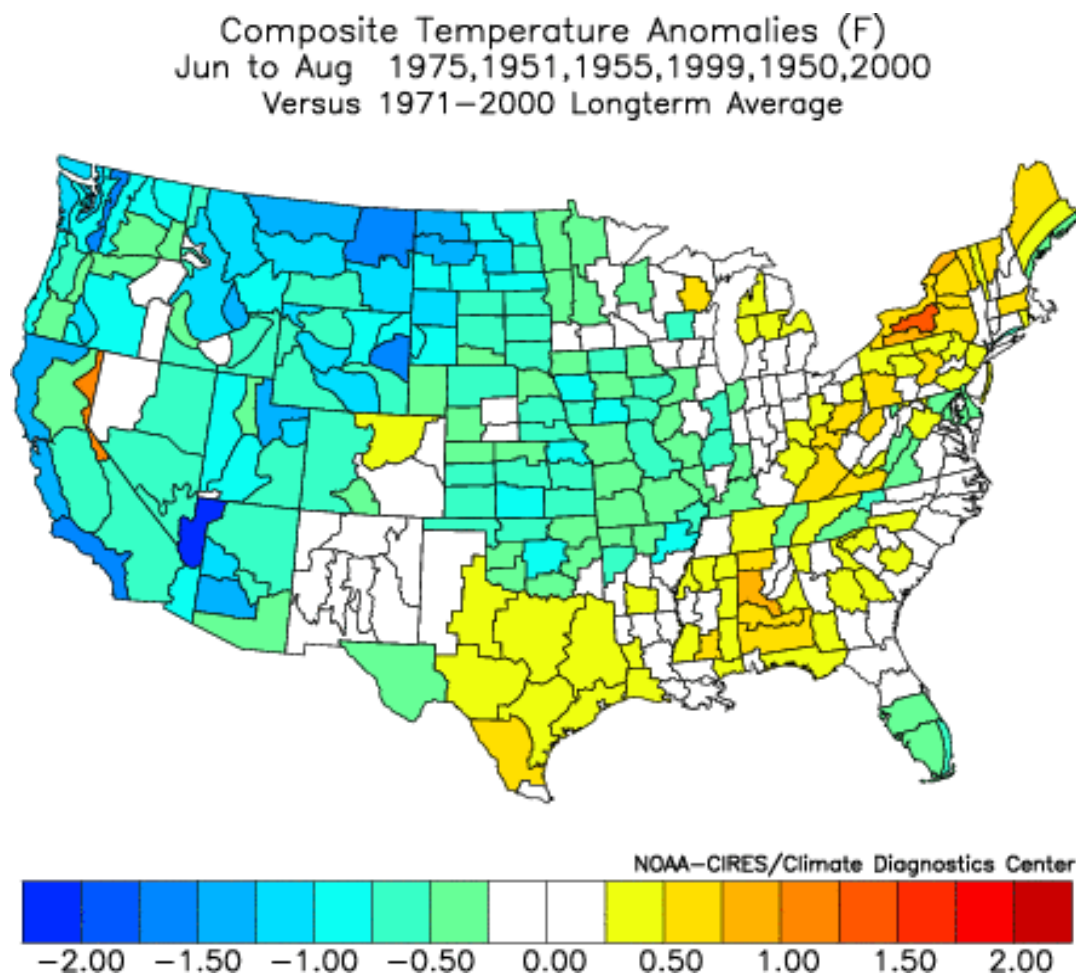 Composite Temperature Anomalies (F)
Jun to Aug 1975,1951,1955,1999,1950,2000
Versus 1971-2000 Longterm Average
NOAA-CIRES/Climate Diagnostics Center
-2.00 -1.50 -1.00 -0.50 0.00 0.50 1.00 1.50 2.00